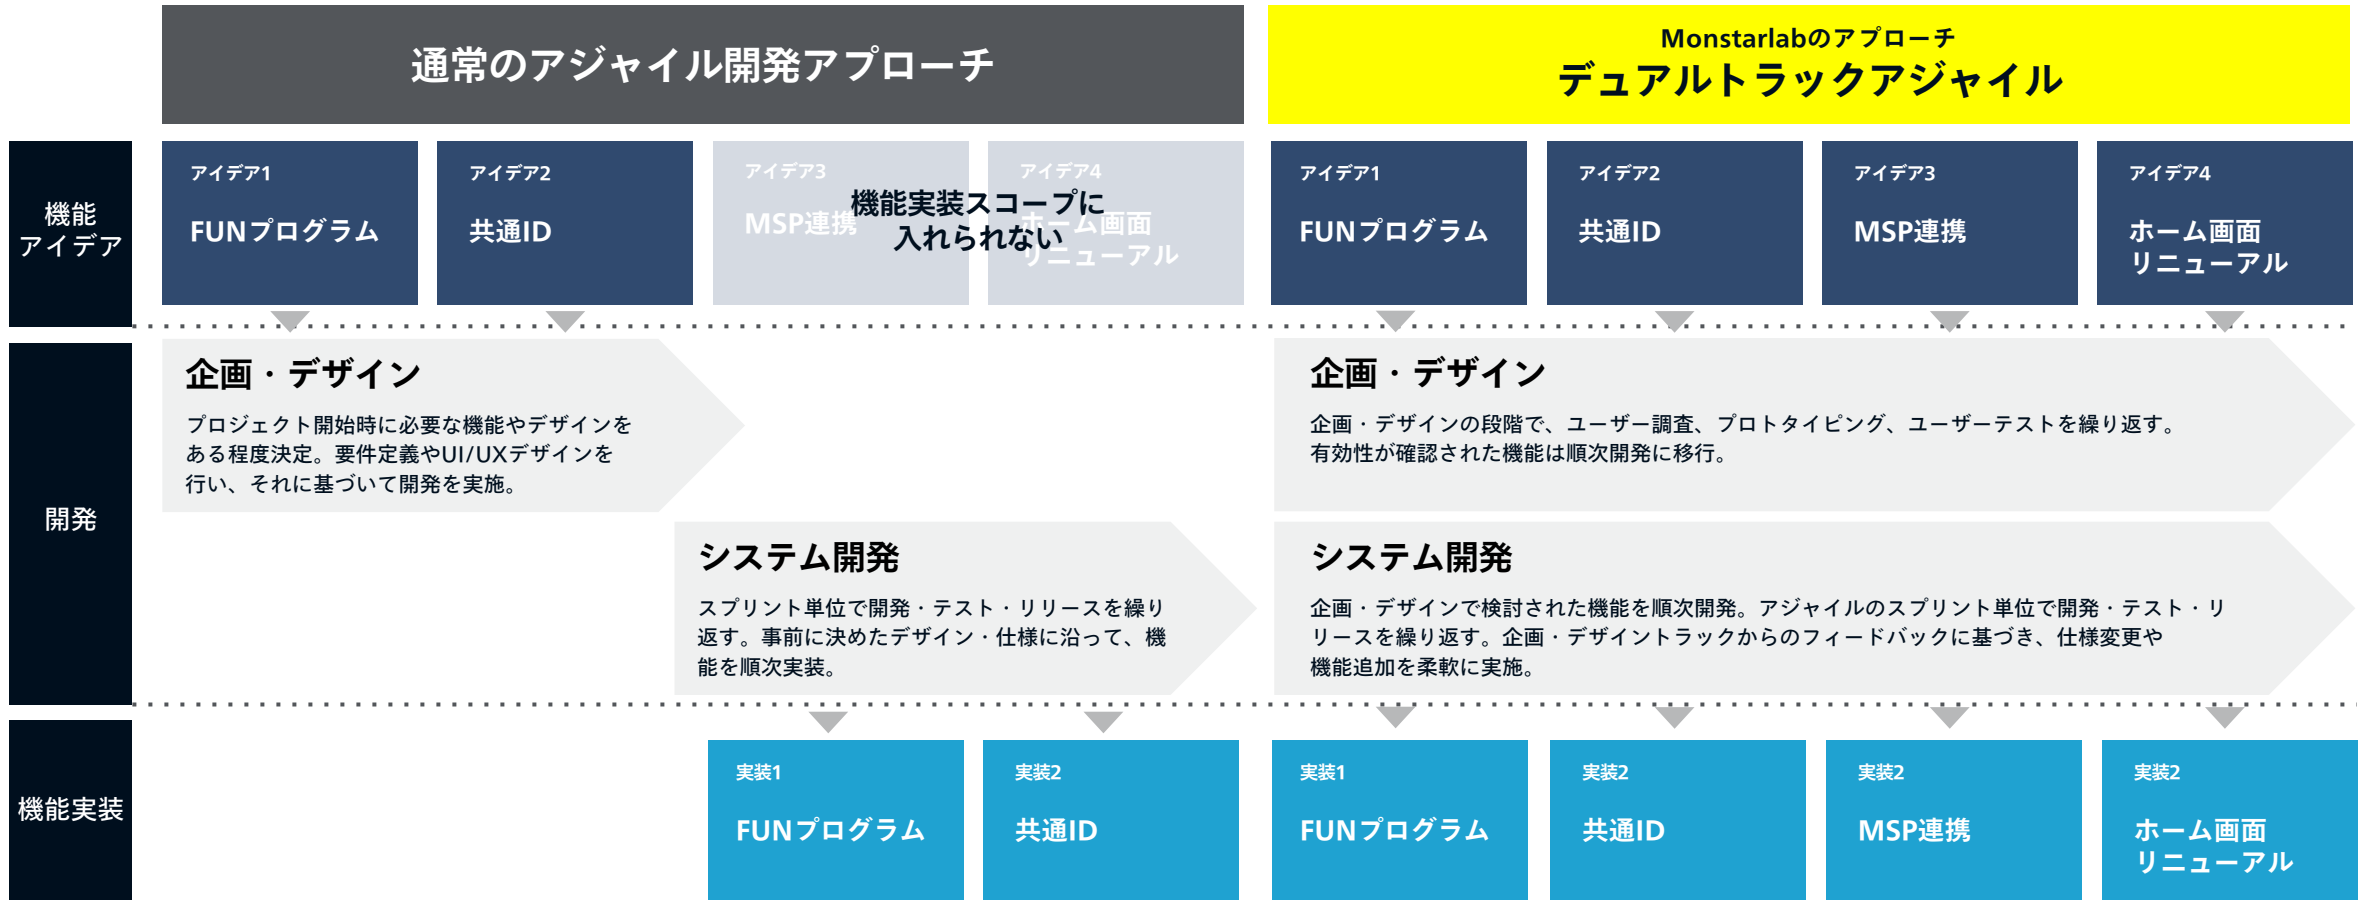 通常のアジャイル開発アプローチ
Monstarlabのアプローチ
デュアルトラックアジャイル
機能
アイデア
アイデア1
FUNプログラム
アイデア2
共通ID
アイデア3
MSP連携
アイデア4
ホーム画面
リニューアル
機能実装スコープに
入れられない
アイデア1
FUNプログラム
アイデア2
共通ID
アイデア3
MSP連携
アイデア4
ホーム画面
リニューアル
開発
企画・デザイン
プロジェクト開始時に必要な機能やデザインを
ある程度決定。要件定義やUI/UXデザインを
行い、それに基づいて開発を実施。
システム開発
スプリント単位で開発・テスト・リリースを繰り
返す。事前に決めたデザイン・仕様に沿って、機
能を順次実装。
企画・デザイン
企画・デザインの段階で、ユーザー調査、プロトタイピング、ユーザーテストを繰り返す。
有効性が確認された機能は順次開発に移行。
システム開発
企画・デザインで検討された機能を順次開発。アジャイルのスプリント単位で開発・テスト・リ
リースを繰り返す。企画・デザイントラックからのフィードバックに基づき、仕様変更や
機能追加を柔軟に実施。
機能実装
実装1
FUNプログラム
実装2
共通ID
実装1
FUNプログラム
実装2
共通ID
実装2
MSP連携
実装2
ホーム画面
リニューアル